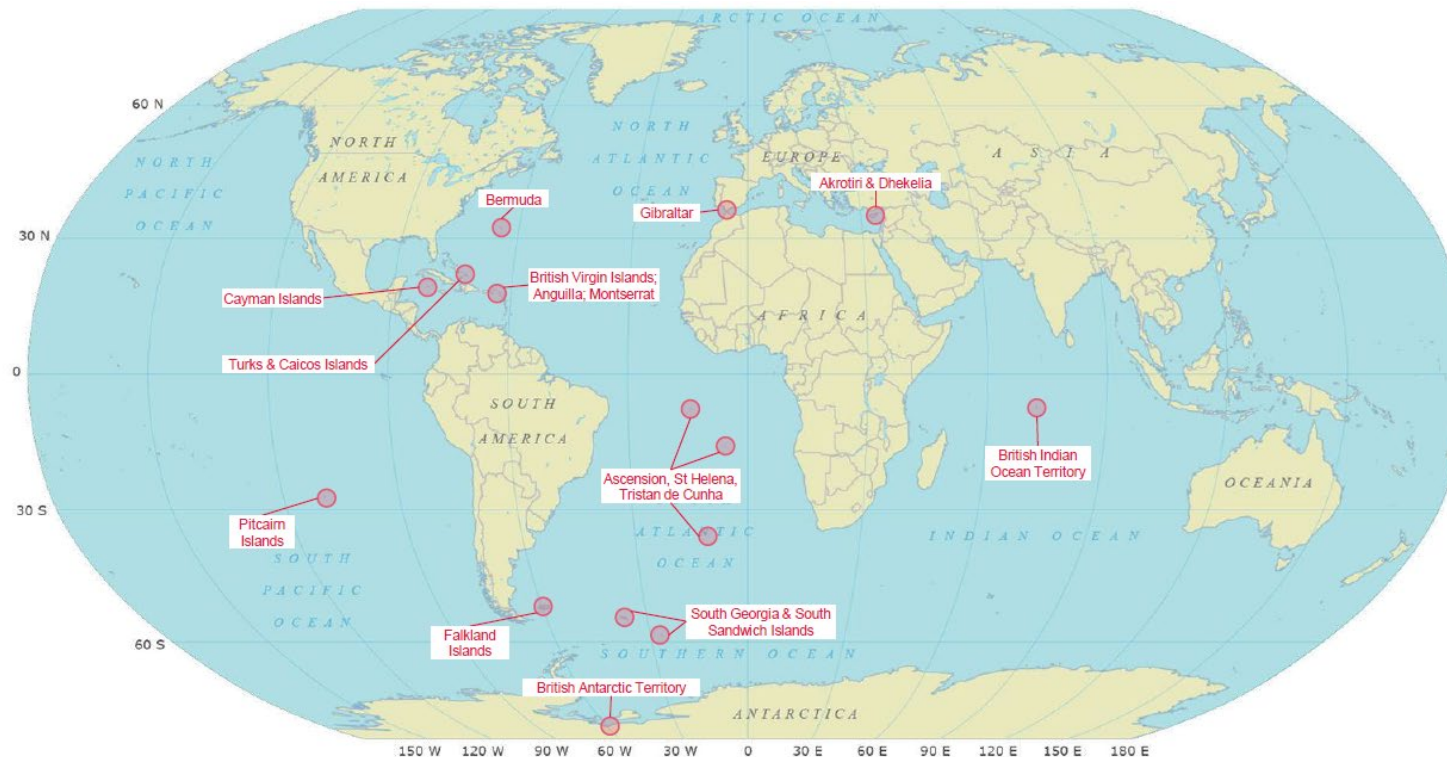 ARCTIC OCEAN
60 N
NORTH
AMERICA
NORTH
PACIFIC
OCEAN
NORTH
ATLANTIC
OCEAN
EUROPE
ASIA
Akrotiri & Dhekelia
Bermuda
Gibraltar
30 N
British Virgin Islands;
Anguilla; Montserrat
Cayman Islands
AFRICA
Turks & Caicos Islands
0
SOUTH
AMERICA
British Indian
Ocean Territory
Ascension, St Helena,
Tristan de Cunha
OCEANIA
30 S
Pitcairn
Islands
ATLANTIC
OCEAN
INDIAN OCEAN
SOUTH
PACIFIC
OCEAN
South Georgia & South
Sandwich Islands
Falkland
Islands
60 S
SOUTHERN OCEAN
British Antarctic Territory
ANTARCTICA
150 W 120 W 90 W 60 W 30 W 0 30 E 60 E 90 E 120 E 150 E 180 E